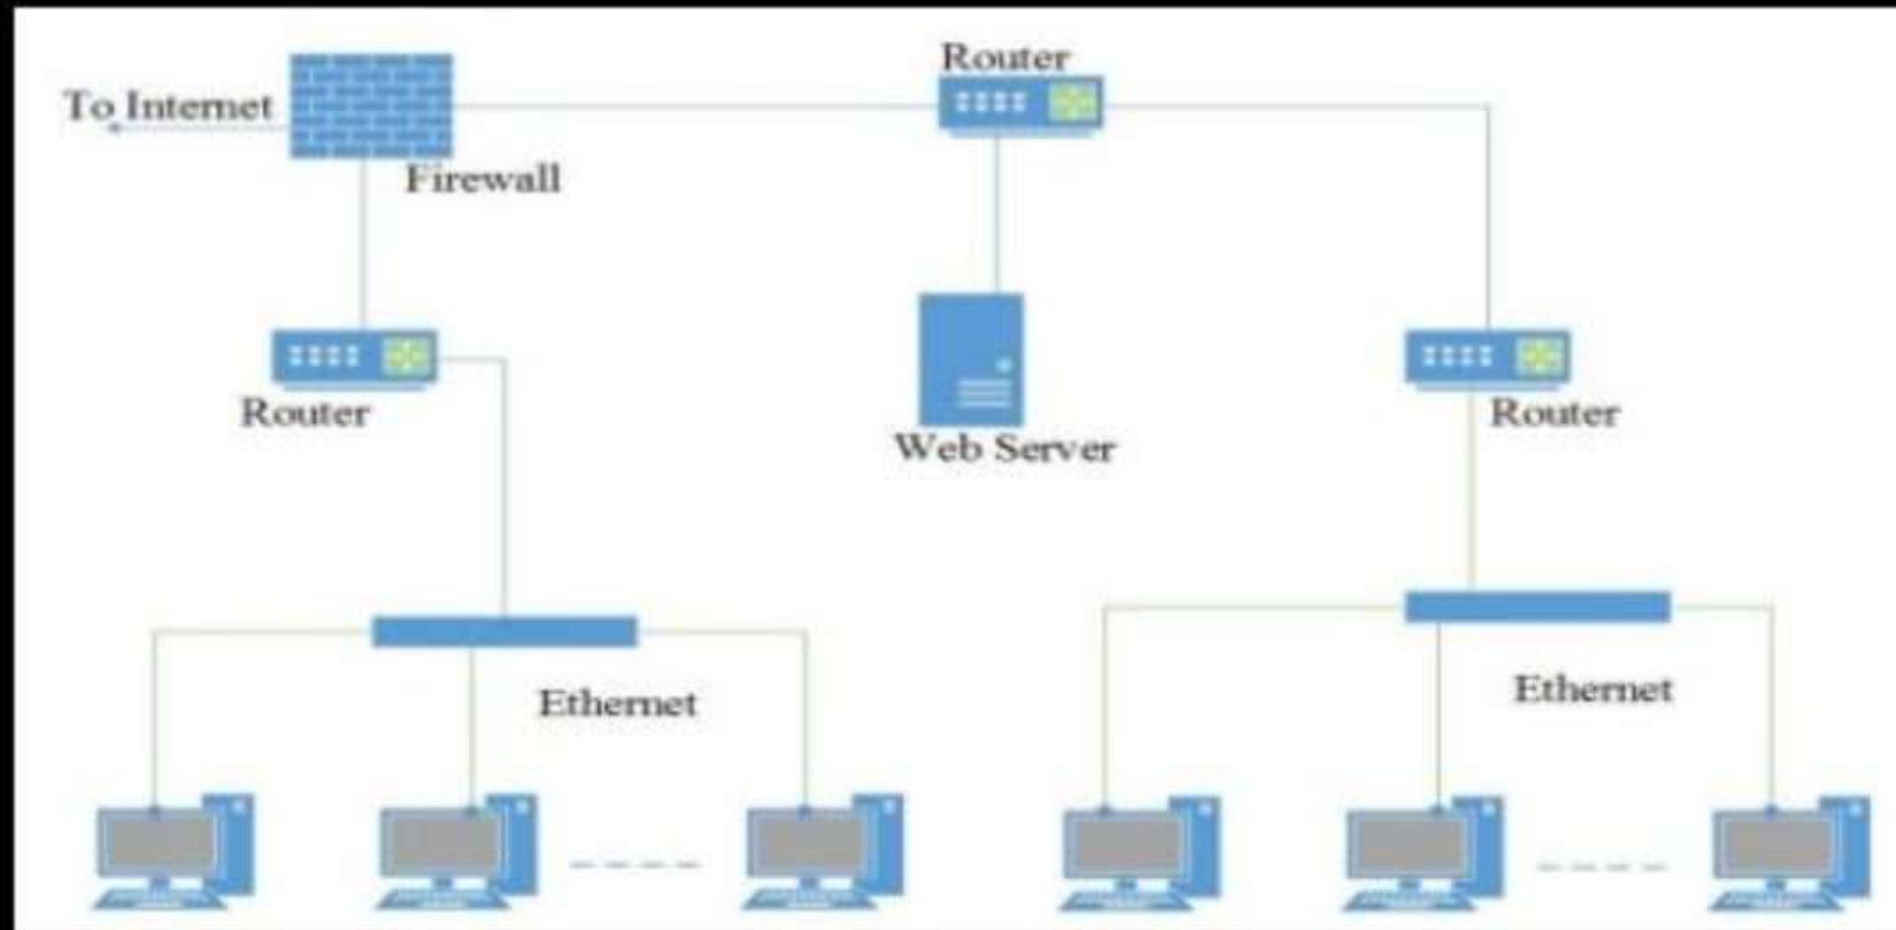 Router
To Internet
Firewall
Router
Router
Web Server
Ethernet
Ethernet